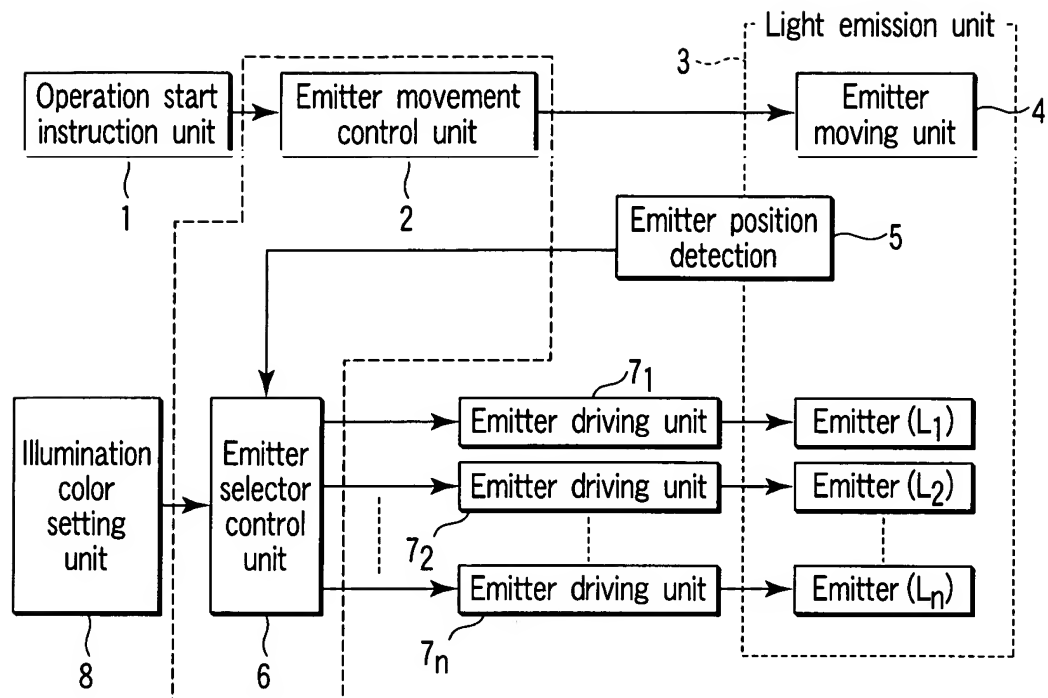 Light emission unit
3
Operation start
instruction unit
1
Emitter movement
control unit
2
Emitter
moving unit
4
Emitter position
detection
5
Illumination
color
setting
unit
8
Emitter
selector
control
unit
6
71
Emitter driving unit
Emitter (L1)
Emitter driving unit
72
Emitter (L2)
Emitter driving unit
7n
Emitter (Ln)